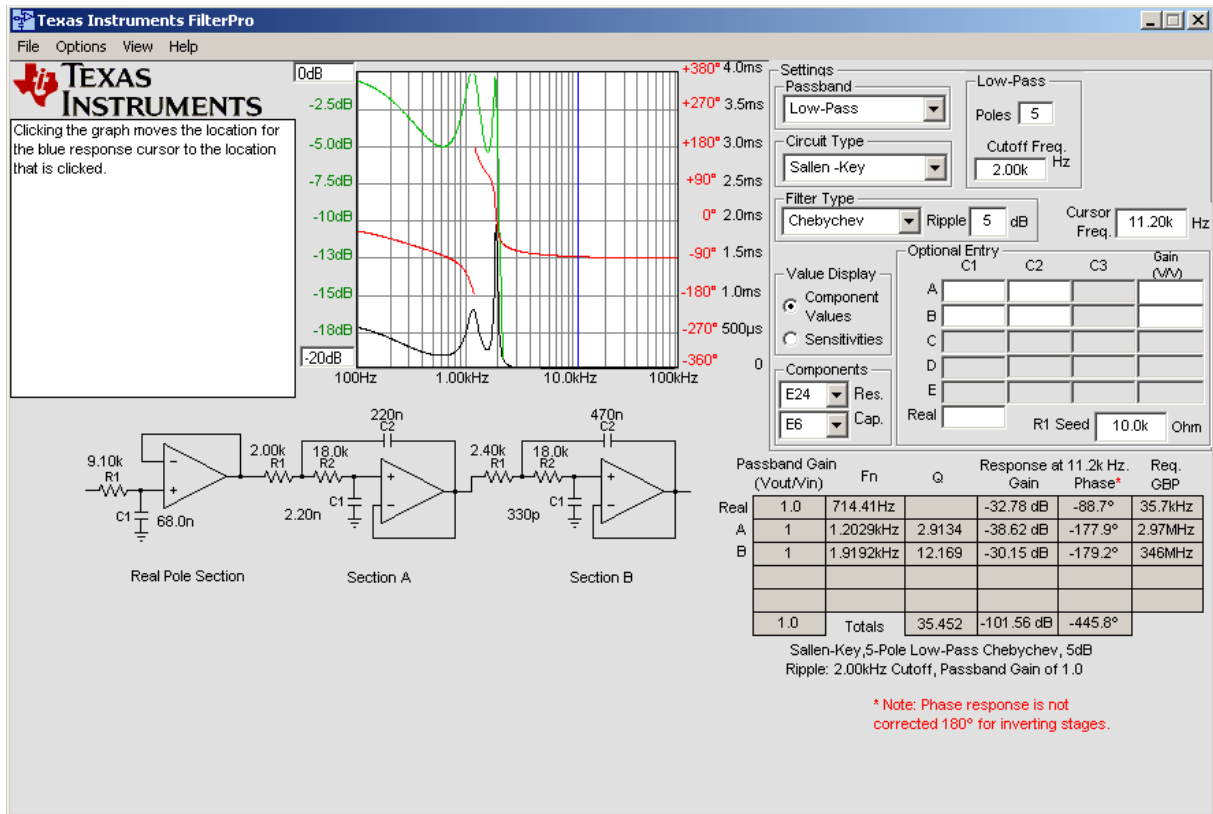 Texas Instruments FilterPro
File Options View Help
TEXAS
INSTRUMENTS
Clicking the graph moves the location for
the blue response cursor to the location
that is clicked.
0dB
-2.5dB
-5.0dB
-7.5dB
-10dB
-13dB
-15dB
-18dB
-20dB
+380° 4.0ms
+270° 3.5ms
+180° 3.0ms
+90° 2.5ms
0° 2.0ms
-90° 1.5ms
-180° 1.0ms
-270° 500µs
-360° 0
100Hz 1.00kHz 10.0kHz 100kHz
Settings
Passband
Low-Pass
Circuit Type
Sallen -Key
Filter Type
Chebychev Ripple 5 dB
Low-Pass
Poles 5
Cutoff Freq.
2.00k Hz
Cursor
Freq. 11.20k Hz
Value Display
Component
Values
Sensitivities
Components
E24 Res.
E6 Cap.
Optional Entry
C1 C2 C3 Gain
(V/V)
A
B
C
D
E
Real
R1 Seed 10.0k Ohm
9.10k
R1
C1 68.0n
Real Pole Section
220n
C2
2.00k 18.0k
R1 R2
C1
2.20n
Section A
470n
C2
2.40k 18.0k
R1 R2
C1
330p
Section B
Passband Gain
(Vout/Vin) Fn Q Response at 11.2k Hz.
Gain Phase* Req.
GBP
Real 1.0 714.41Hz -32.78 dB -88.7° 35.7kHz
A 1 1.2029kHz 2.9134 -38.62 dB -177.9° 2.97MHz
B 1 1.9192kHz 12.169 -30.15 dB -179.2° 346MHz
1.0 Totals 35.452 -101.56 dB -445.8°
Sallen-Key,5-Pole Low-Pass Chebychev, 5dB
Ripple: 2.00kHz Cutoff, Passband Gain of 1.0
* Note: Phase response is not
corrected 180° for inverting stages.